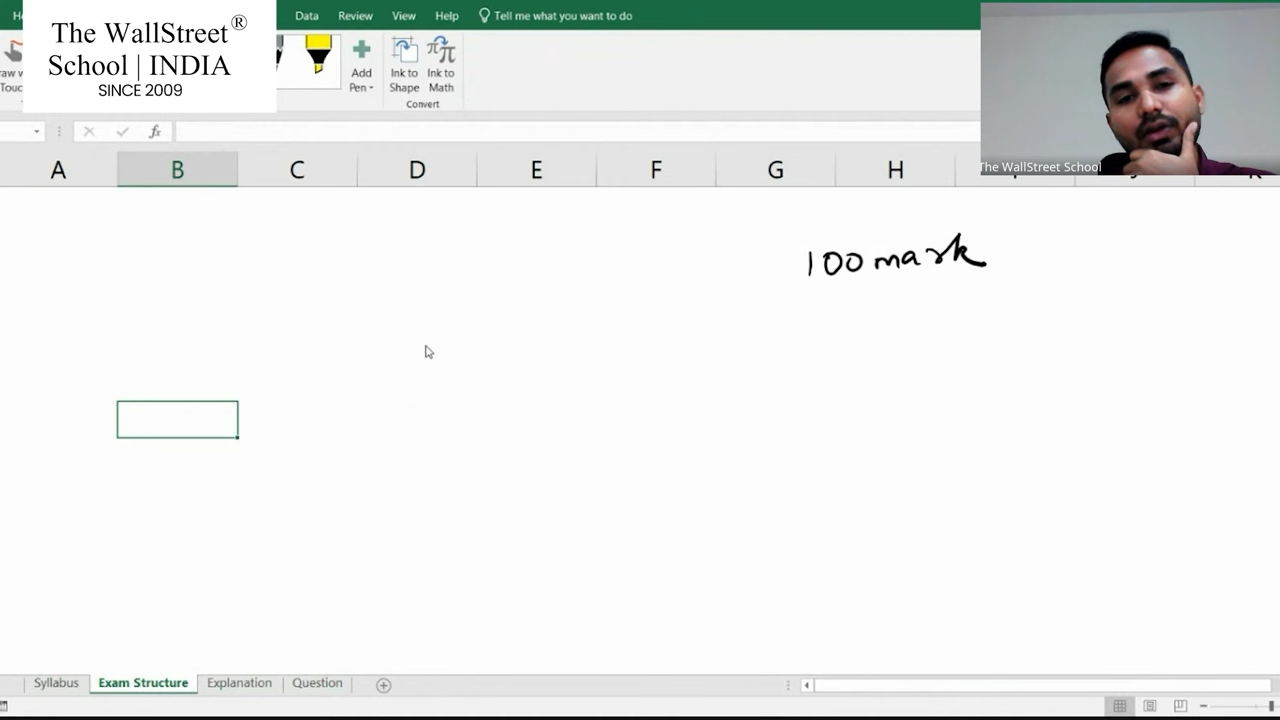 Data Review View Help Tell me what you want to do
The WallStreet®
School | INDIA
SINCE 2009
Add
Pen
Ink to
Shape
Ink to
Math
Convert
fx
A B C D E F G H
The WallStreet School
100 mark
Syllabus Exam Structure Explanation Question